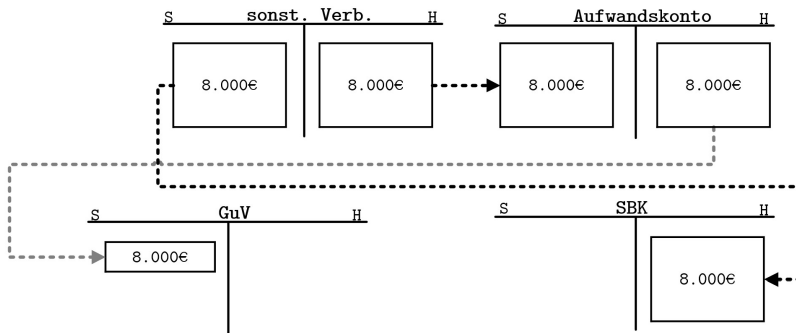 S sonst. Verb. H
S Aufwandskonto H
8.000€ 8.000€ 8.000€ 8.000€
S GuV H
S SBK H
8.000€
8.000€